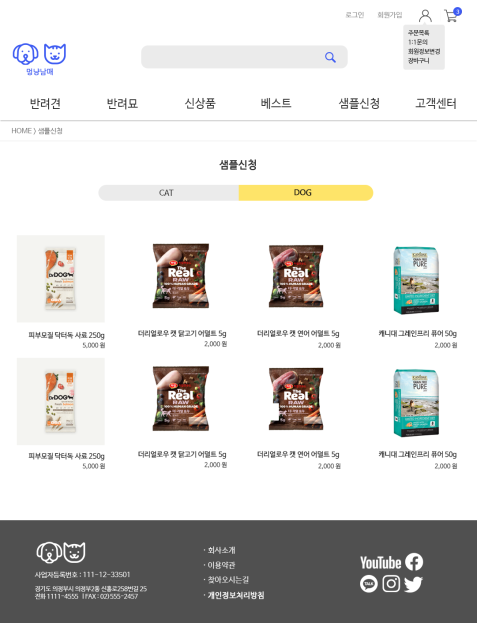 로그인 회원가입
3
주문목록
1:1문의
회원정보변경
장바구니
멍냥남매
반려견 반려묘 신상품 베스트 샘플신청 고객센터
HOME > 샘플신청
샘플신청
CAT DOG
Dr.DOG
The Real RAW
The Real RAW
PURE
피부모질 닥터독 사료 250g
5,000 원
더리얼로우 캣 닭고기 어덜트 5g
2,000 원
더리얼로우 캣 연어 어덜트 5g
2,000 원
캐니대 그레인프리 퓨어 50g
2,000 원
Dr.DOG
The Real RAW
The Real RAW
PURE
피부모질 닥터독 사료 250g
5,000 원
더리얼로우 캣 닭고기 어덜트 5g
2,000 원
더리얼로우 캣 연어 어덜트 5g
2,000 원
캐니대 그레인프리 퓨어 50g
2,000 원
사업자등록번호 : 111-12-33501
경기도 의정부시 의정부2동 신흥로258번길 25
전화 1111-4555 | FAX : 02)555-2457
· 회사소개
· 이용약관
· 찾아오시는길
· 개인정보처리방침
YouTube
TALK